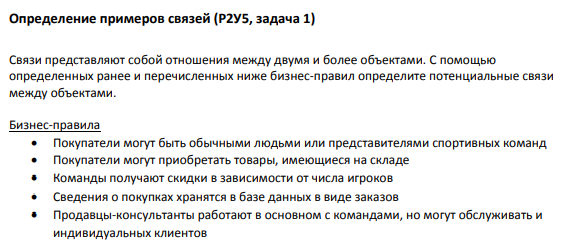 Определение примеров связей (Р2У5, задача 1)
Связи представляют собой отношения между двумя и более объектами. С помощью
определенных ранее и перечисленных ниже бизнес-правил определите потенциальные связи
между объектами.
Бизнес-правила
• Покупатели могут быть обычными людьми или представителями спортивных команд
• Покупатели могут приобретать товары, имеющиеся на складе
• Команды получают скидки в зависимости от числа игроков
• Сведения о покупках хранятся в базе данных в виде заказов
• Продавцы-консультанты работают в основном с командами, но могут обслуживать и
индивидуальных клиентов